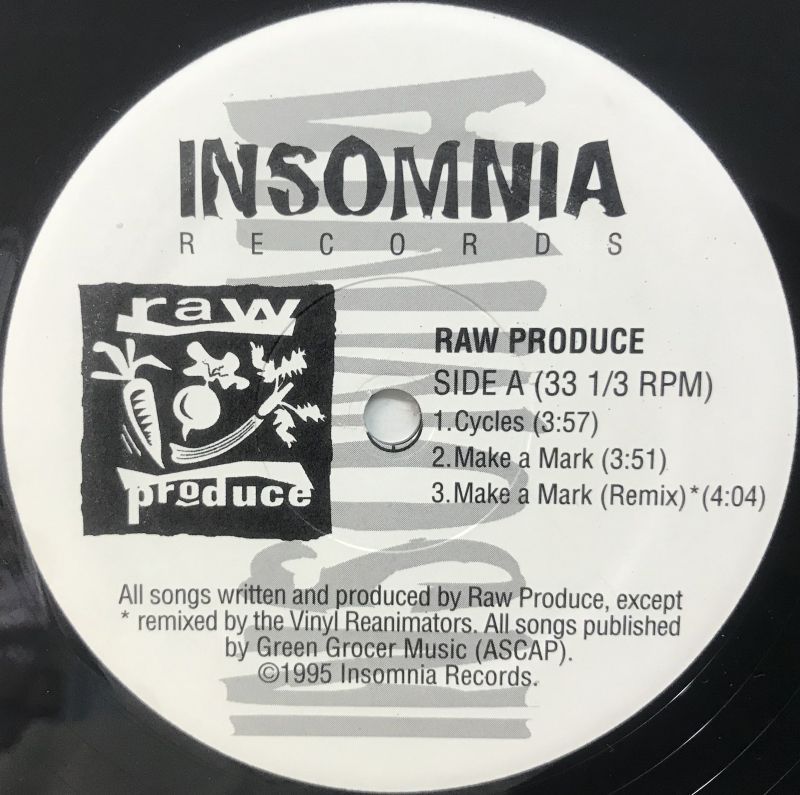 INSOMNIA
RECORDS
raw
produce
RAW PRODUCE
SIDE A (33 1/3 RPM)
1.Cycles (3:57)
2.Make a Mark (3:51)
3.Make a Mark (Remix)*(4:04)
All songs written and produced by Raw Produce, except
* remixed by the Vinyl Reanimators. All songs published
by Green Grocer Music (ASCAP).
©1995 Insomnia Records.
INSOMNIA